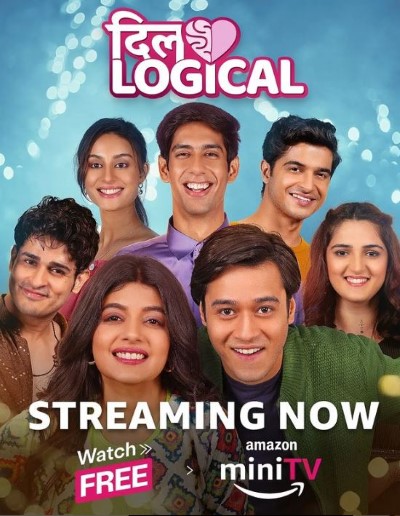 दिल
LOGICAL
STREAMING NOW
Watch >>
FREE
>
amazon
miniTV